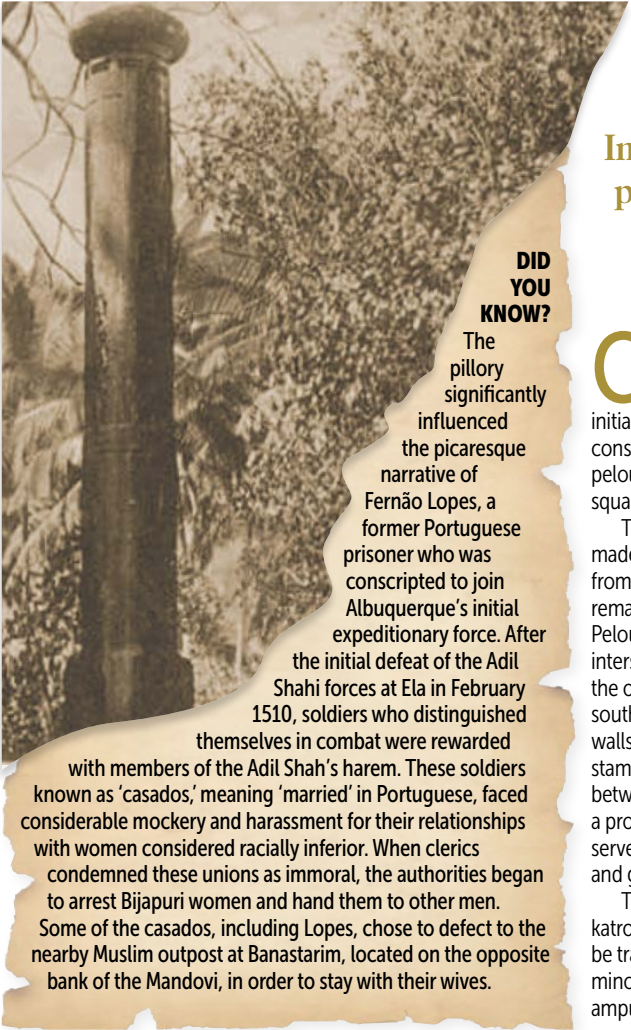 DID
YOU
KNOW?
The
pillory
significantly
influenced
the picaresque
narrative of
Fernão Lopes, a
former Portuguese
prisoner who was
conscripted to join
Albuquerque's initial
expeditionary force. After
the initial defeat of the Adil
Shahi forces at Ela in February
1510, soldiers who distinguished
themselves in combat were rewarded
with members of the Adil Shah's harem. These soldiers
known as 'casados,' meaning 'married' in Portuguese, faced
considerable mockery and harassment for their relationships
with women considered racially inferior. When clerics
condemned these unions as immoral, the authorities began
to arrest Bijapuri women and hand them to other men.
Some of the casados, including Lopes, chose to defect to the
nearby Muslim outpost at Banastarim, located on the opposite
bank of the Mandovi, in order to stay with their wives.
In
p
initia
cons
pelou
squa
T
made
from
rema
Pelou
inters
the o
south
walls
stam
betw
a pro
serve
and g
T
katro
be tra
mino
ampu